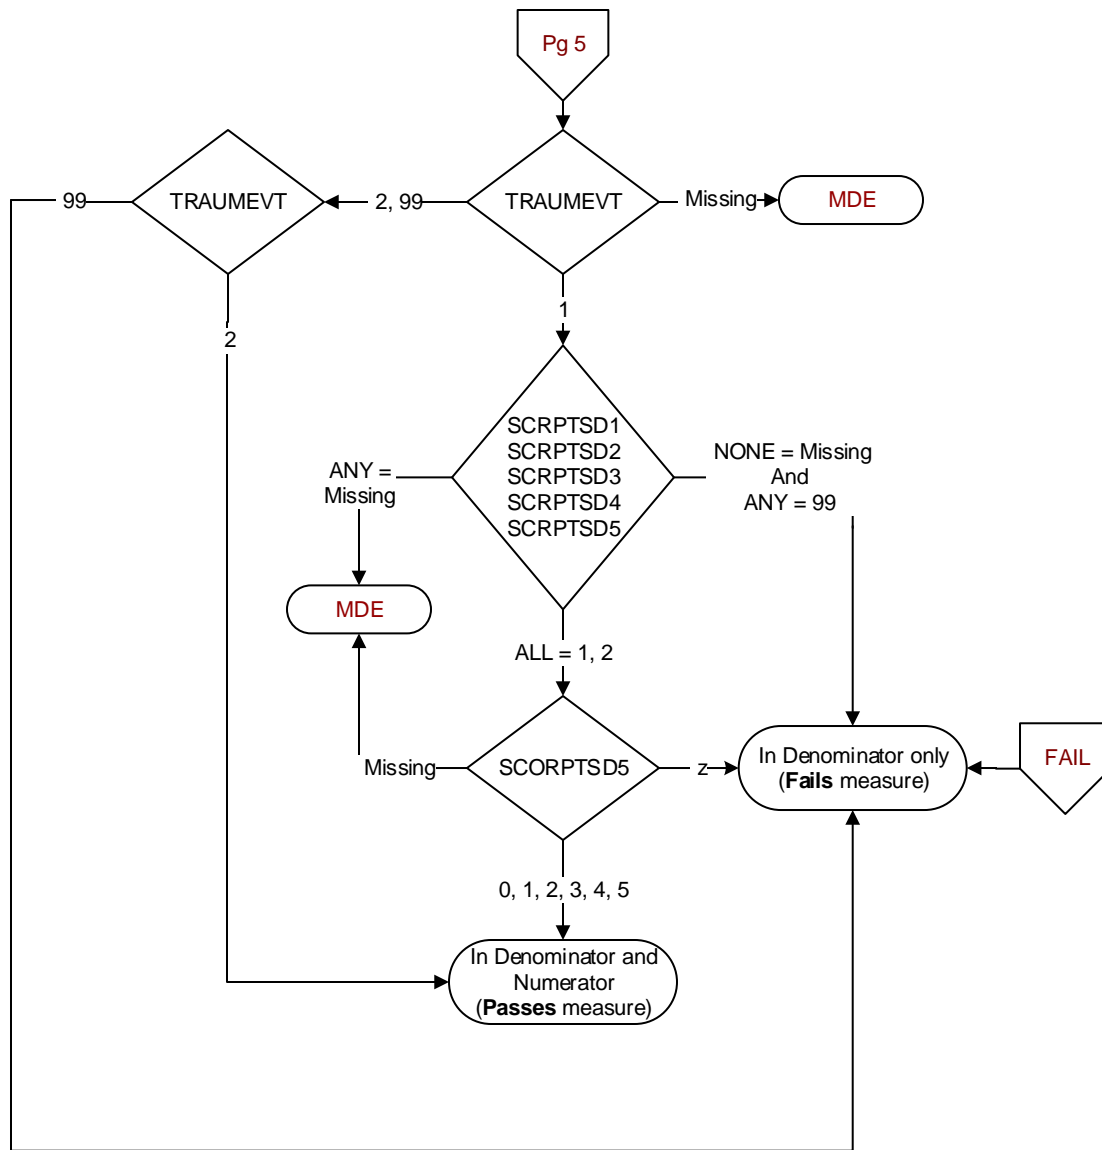 Pg 5
TRAUMEVT
2, 99
TRAUMEVT
Missing
MDE
99
2
1
SCRPTSD1
SCRPTSD2
SCRPTSD3
SCRPTSD4
SCRPTSD5
ANY =
Missing
NONE = Missing
And
ANY = 99
MDE
ALL = 1, 2
Missing
SCORPTSD5
z
In Denominator only
(Fails measure)
FAIL
0, 1, 2, 3, 4, 5
In Denominator and
Numerator
(Passes measure)